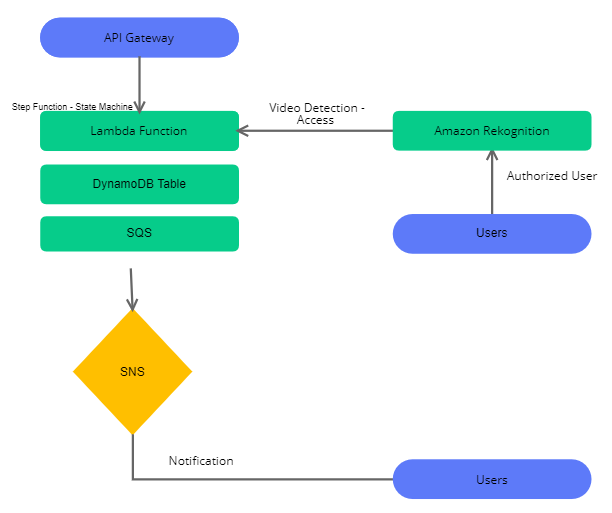 API Gateway
Step Function - State Machine
Video Detection -
Access
Lambda Function
Amazon Rekognition
Authorized User
DynamoDB Table
SQS
Users
SNS
Notification
Users